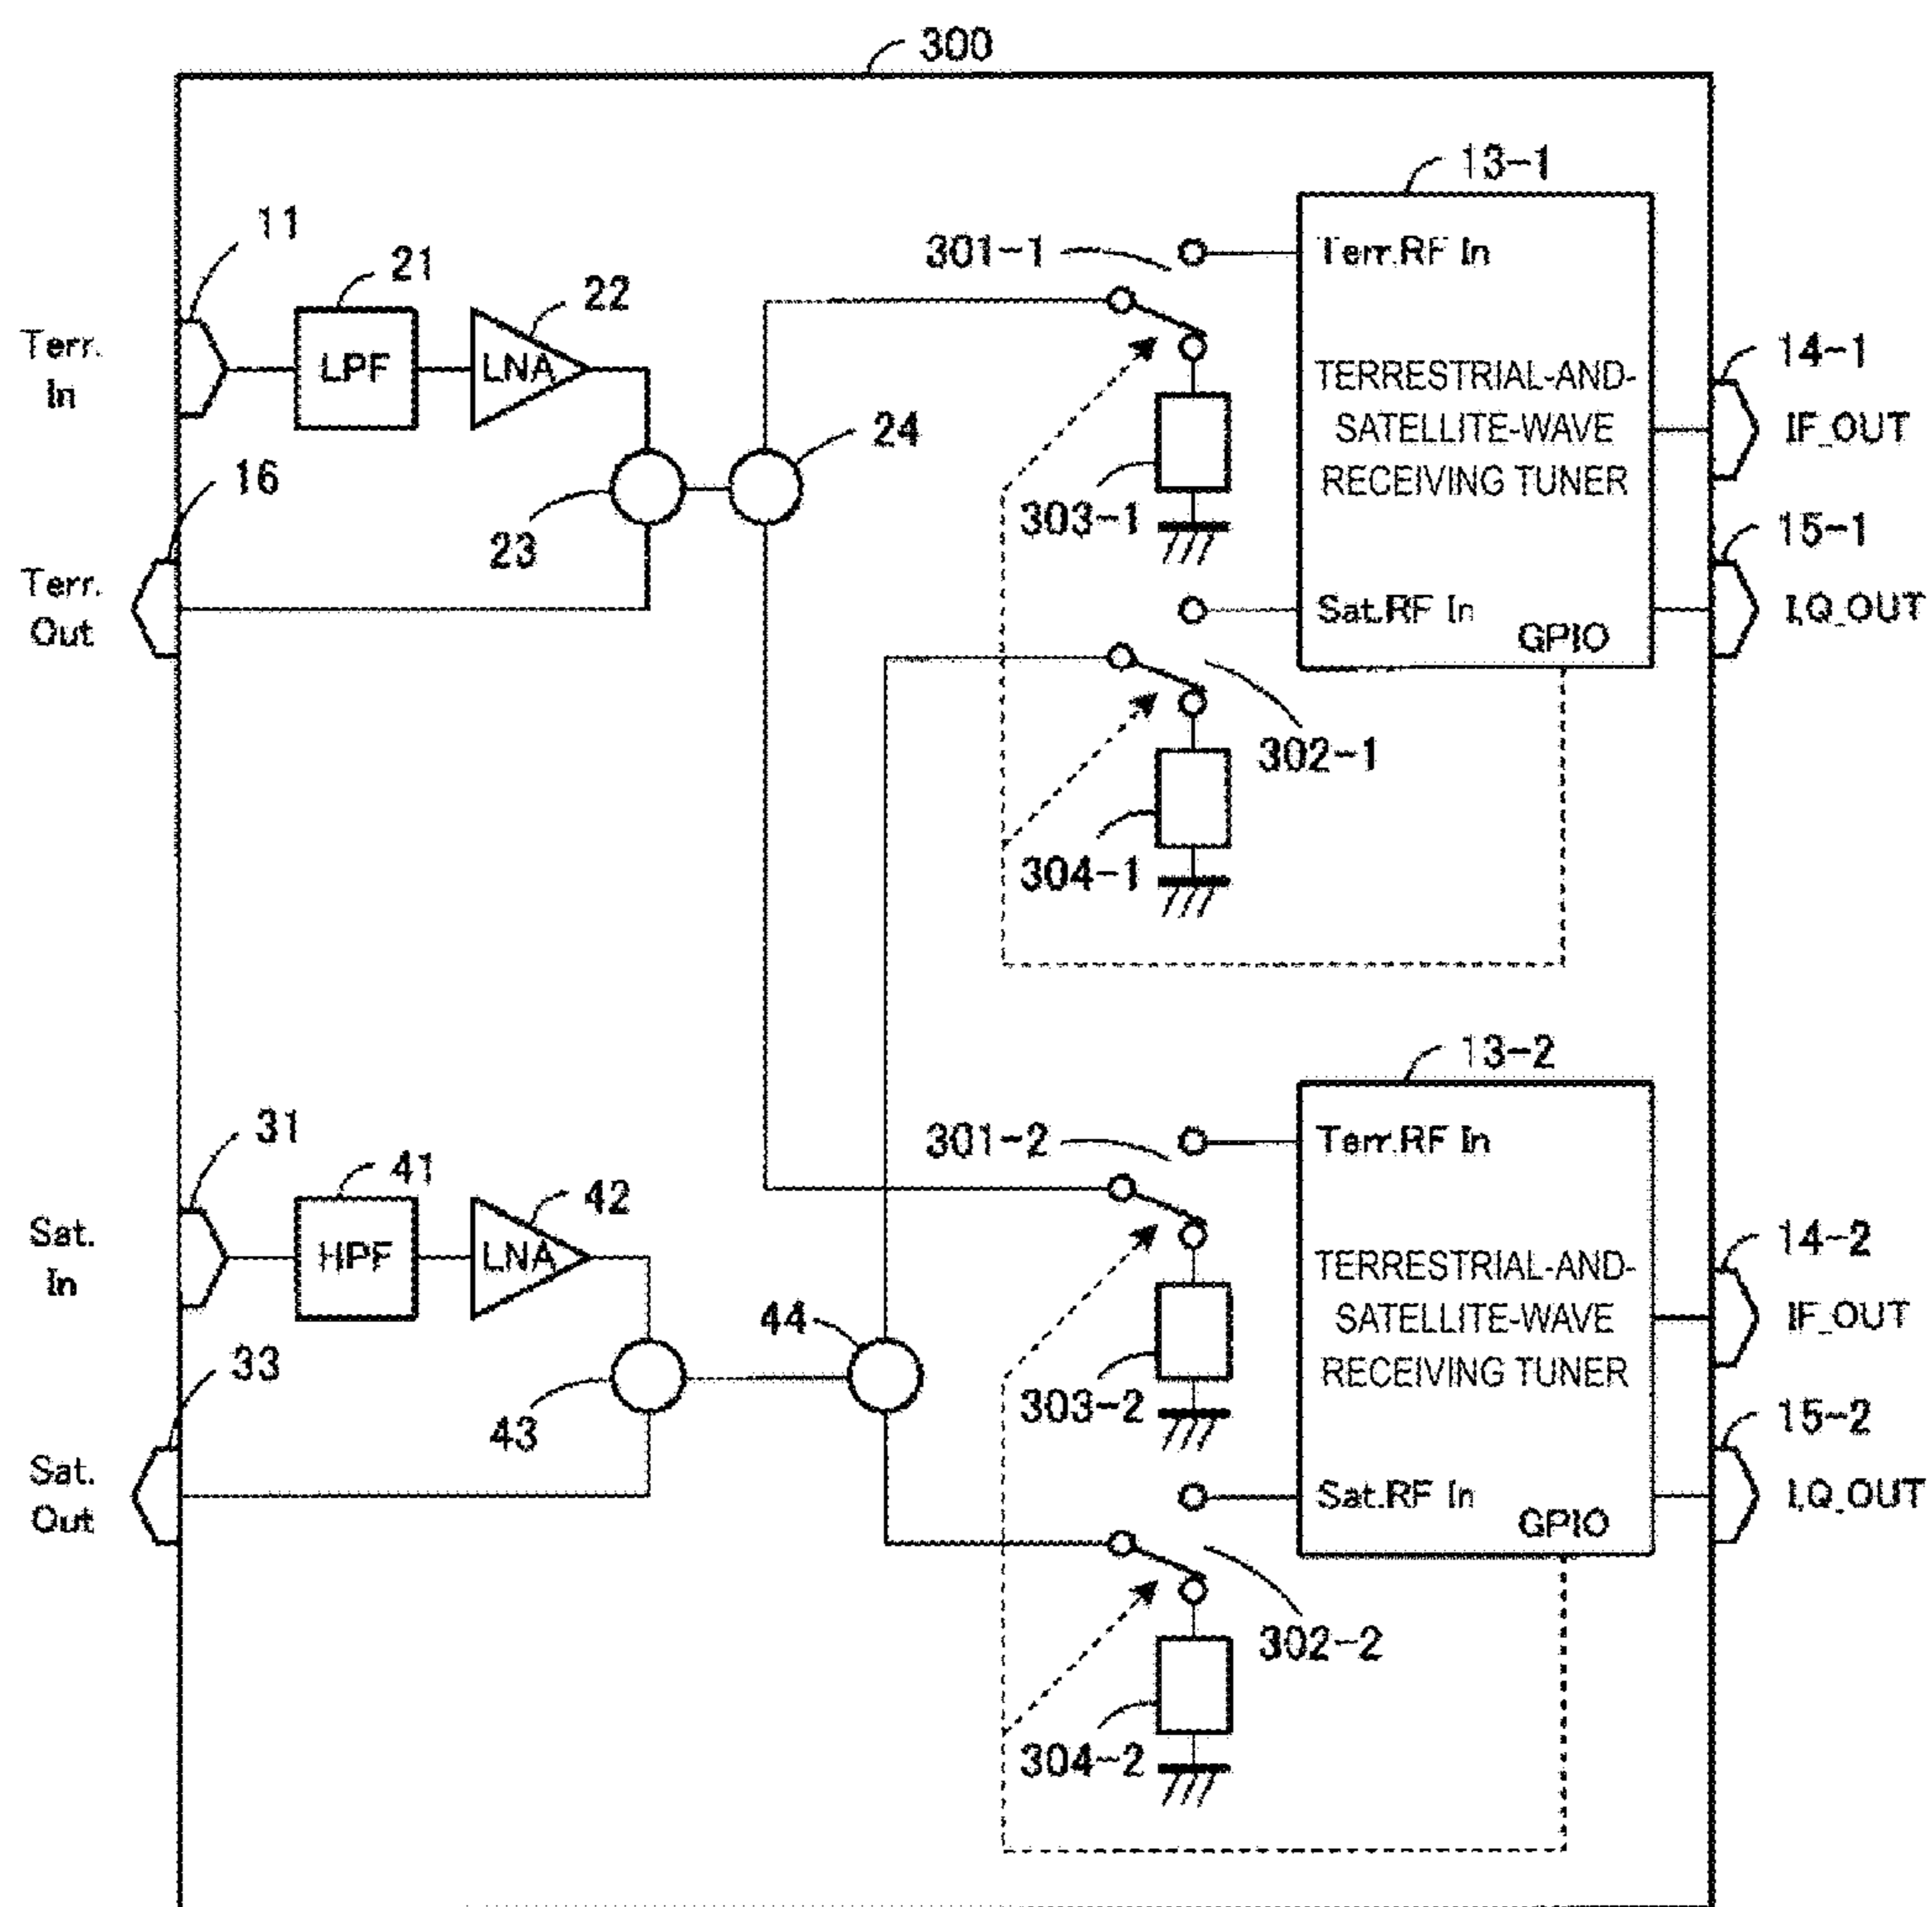 300
13-1
11
21
22
301-1
Terr.RF In
Terr.
In
LPF
LNA
TERRESTRIAL-AND-
SATELLITE-WAVE
RECEIVING TUNER
14-1
IF_OUT
24
16
23
303-1
15-1
Terr.
Out
Sat.RF In
GPIO
I,Q_OUT
302-1
304-1
13-2
31
41
42
301-2
Terr.RF In
Sat.
In
HPF
LNA
TERRESTRIAL-AND-
SATELLITE-WAVE
RECEIVING TUNER
14-2
IF_OUT
44
33
43
303-2
15-2
Sat.
Out
Sat.RF In
GPIO
I,Q_OUT
302-2
304-2